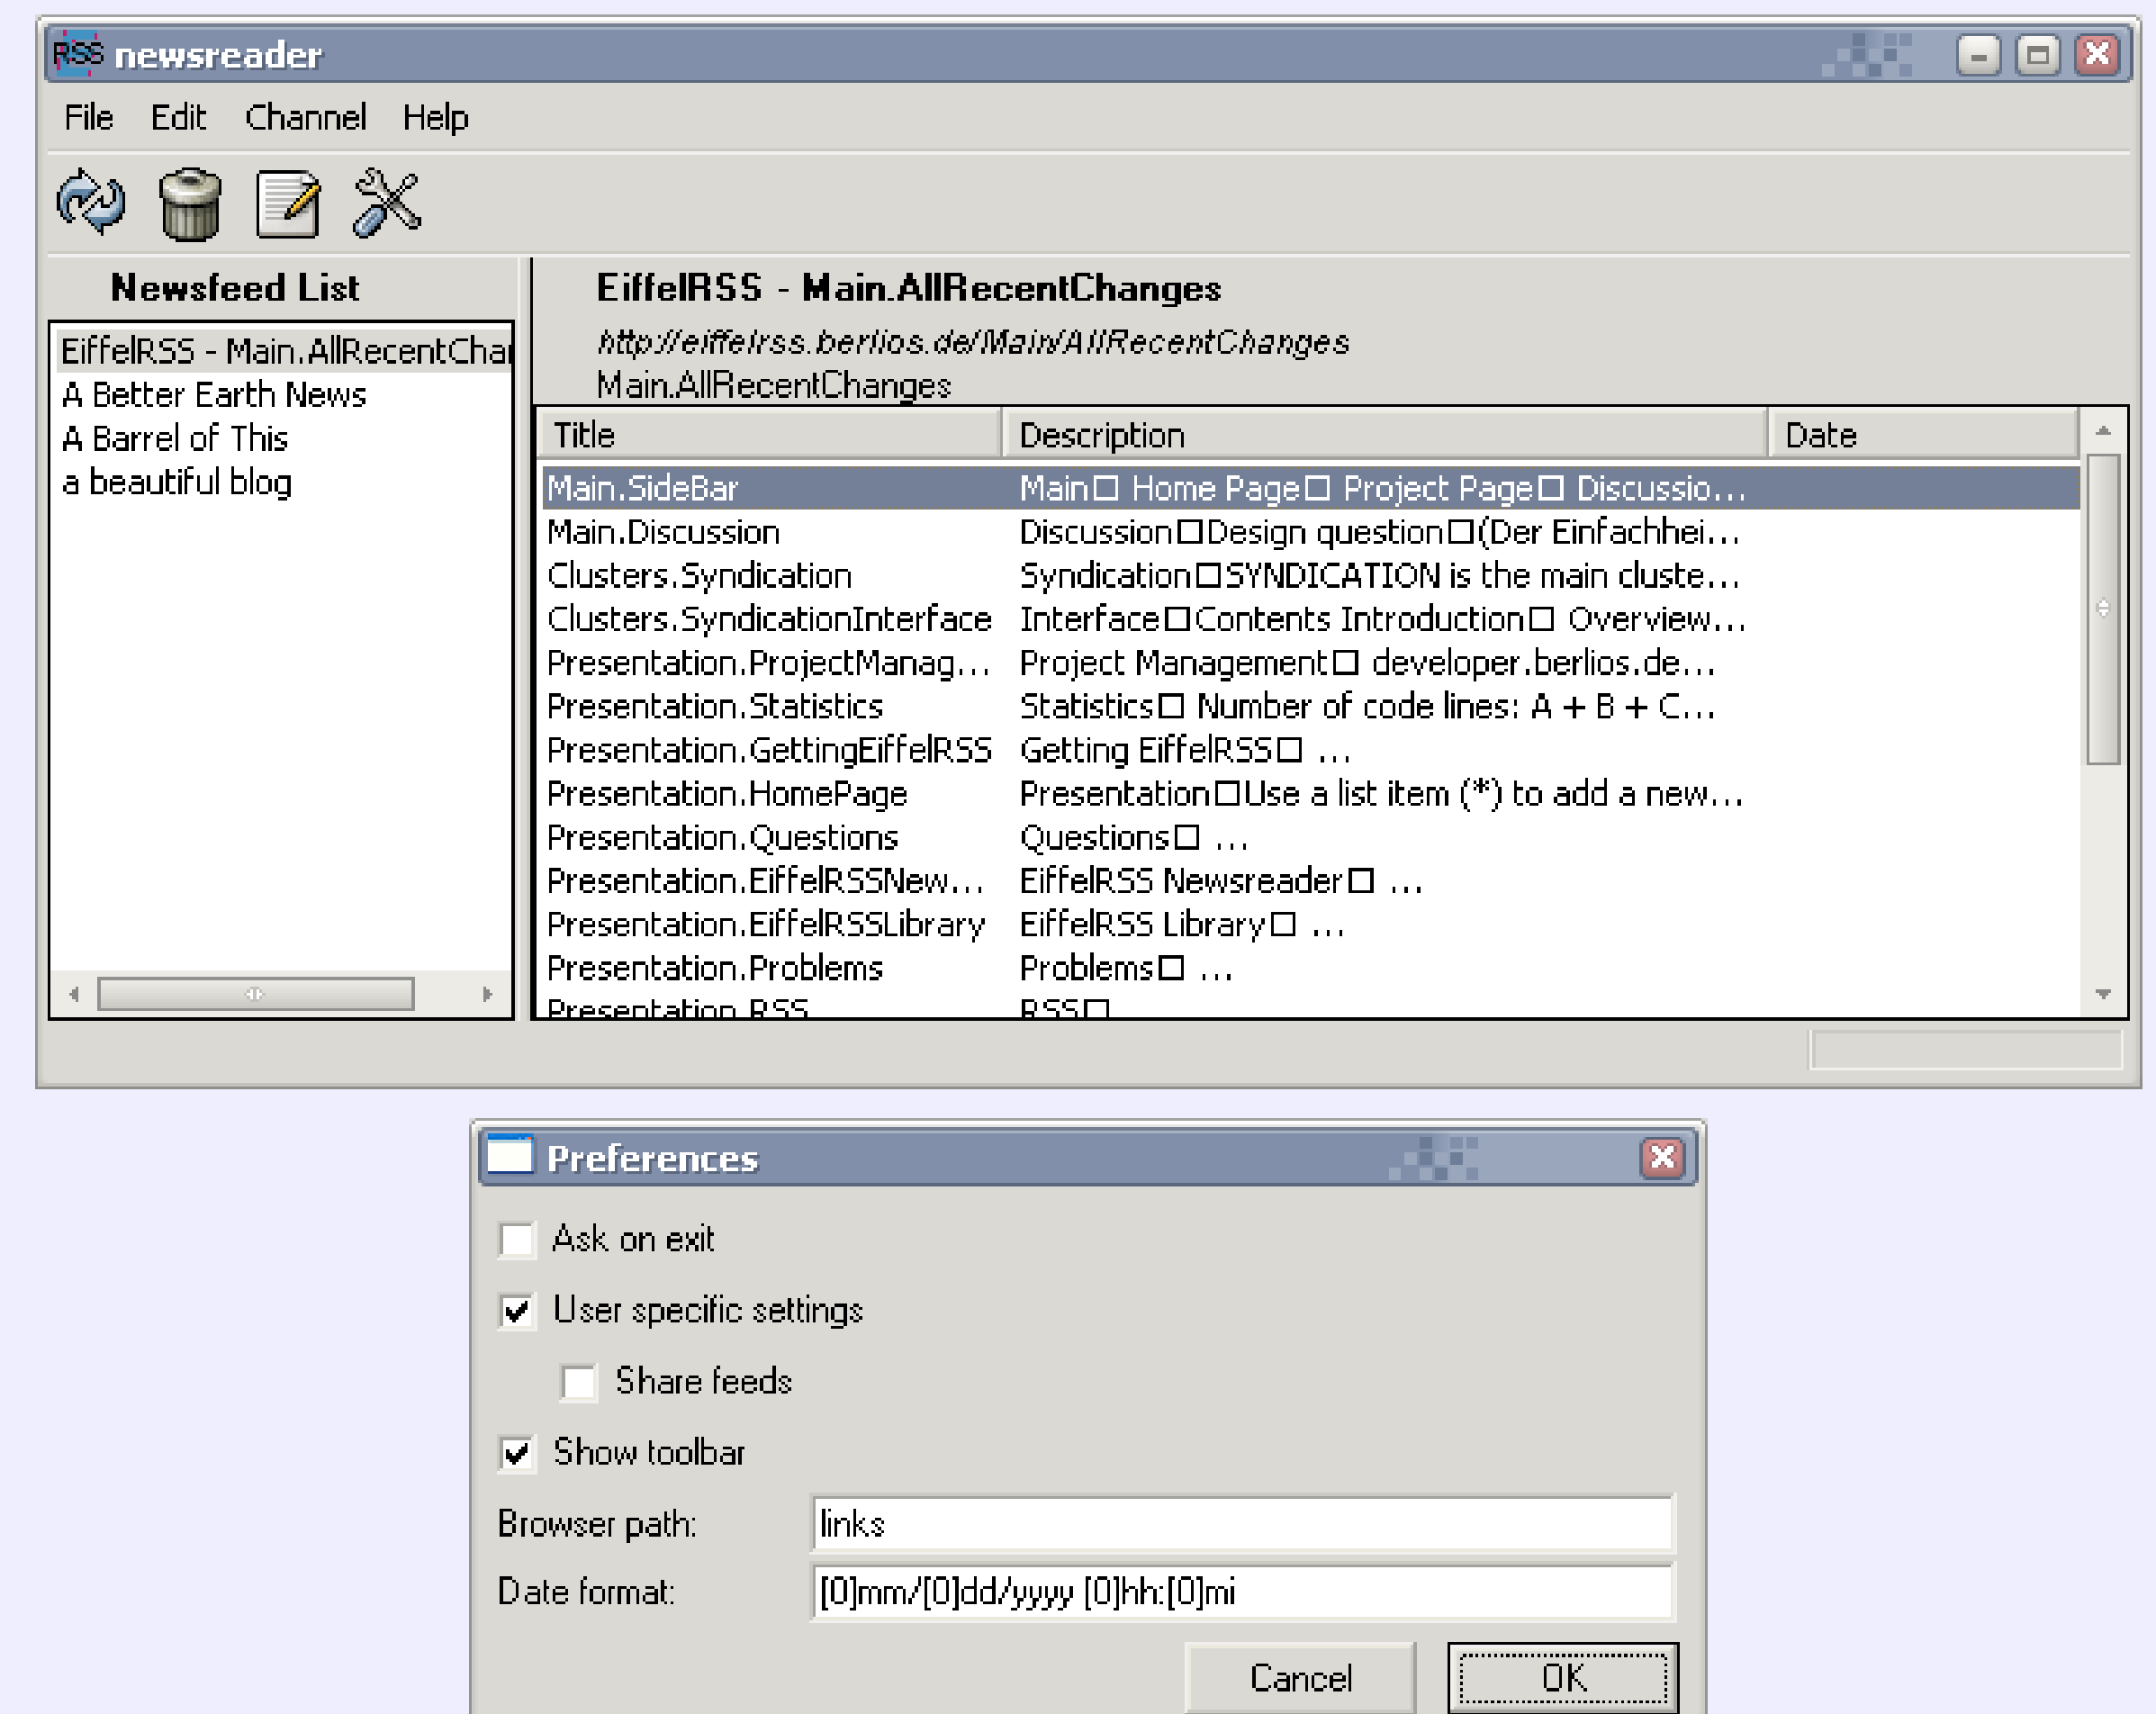 RSS newsreader
File Edit Channel Help
Newsfeed List
EiffelRSS - Main.AllRecentChan
A Better Earth News
A Barrel of This
a beautiful blog
EiffelRSS - Main.AllRecentChanges
http://eiffelrss.berlios.de/Main/AllRecentChanges
Main.AllRecentChanges
Title Description Date
Main.SideBar Main□ Home Page□ Project Page□ Discussio...
Main.Discussion Discussion□Design question□(Der Einfachhei...
Clusters.Syndication Syndication□SYNDICATION is the main cluste...
Clusters.SyndicationInterface Interface□Contents Introduction□ Overview...
Presentation.ProjectManag... Project Management□ developer.berlios.de...
Presentation.Statistics Statistics□ Number of code lines: A + B + C...
Presentation.GettingEiffelRSS Getting EiffelRSS□ ...
Presentation.HomePage Presentation□Use a list item (*) to add a new...
Presentation.Questions Questions□ ...
Presentation.EiffelRSSNew... EiffelRSS Newsreader□ ...
Presentation.EiffelRSSLibrary EiffelRSS Library□ ...
Presentation.Problems Problems□ ...
Presentation.RSS RSS□
Preferences
Ask on exit
User specific settings
Share feeds
Show toolbar
Browser path: links
Date format: [0]mm/[0]dd/yyyy [0]hh:[0]mi
Cancel OK